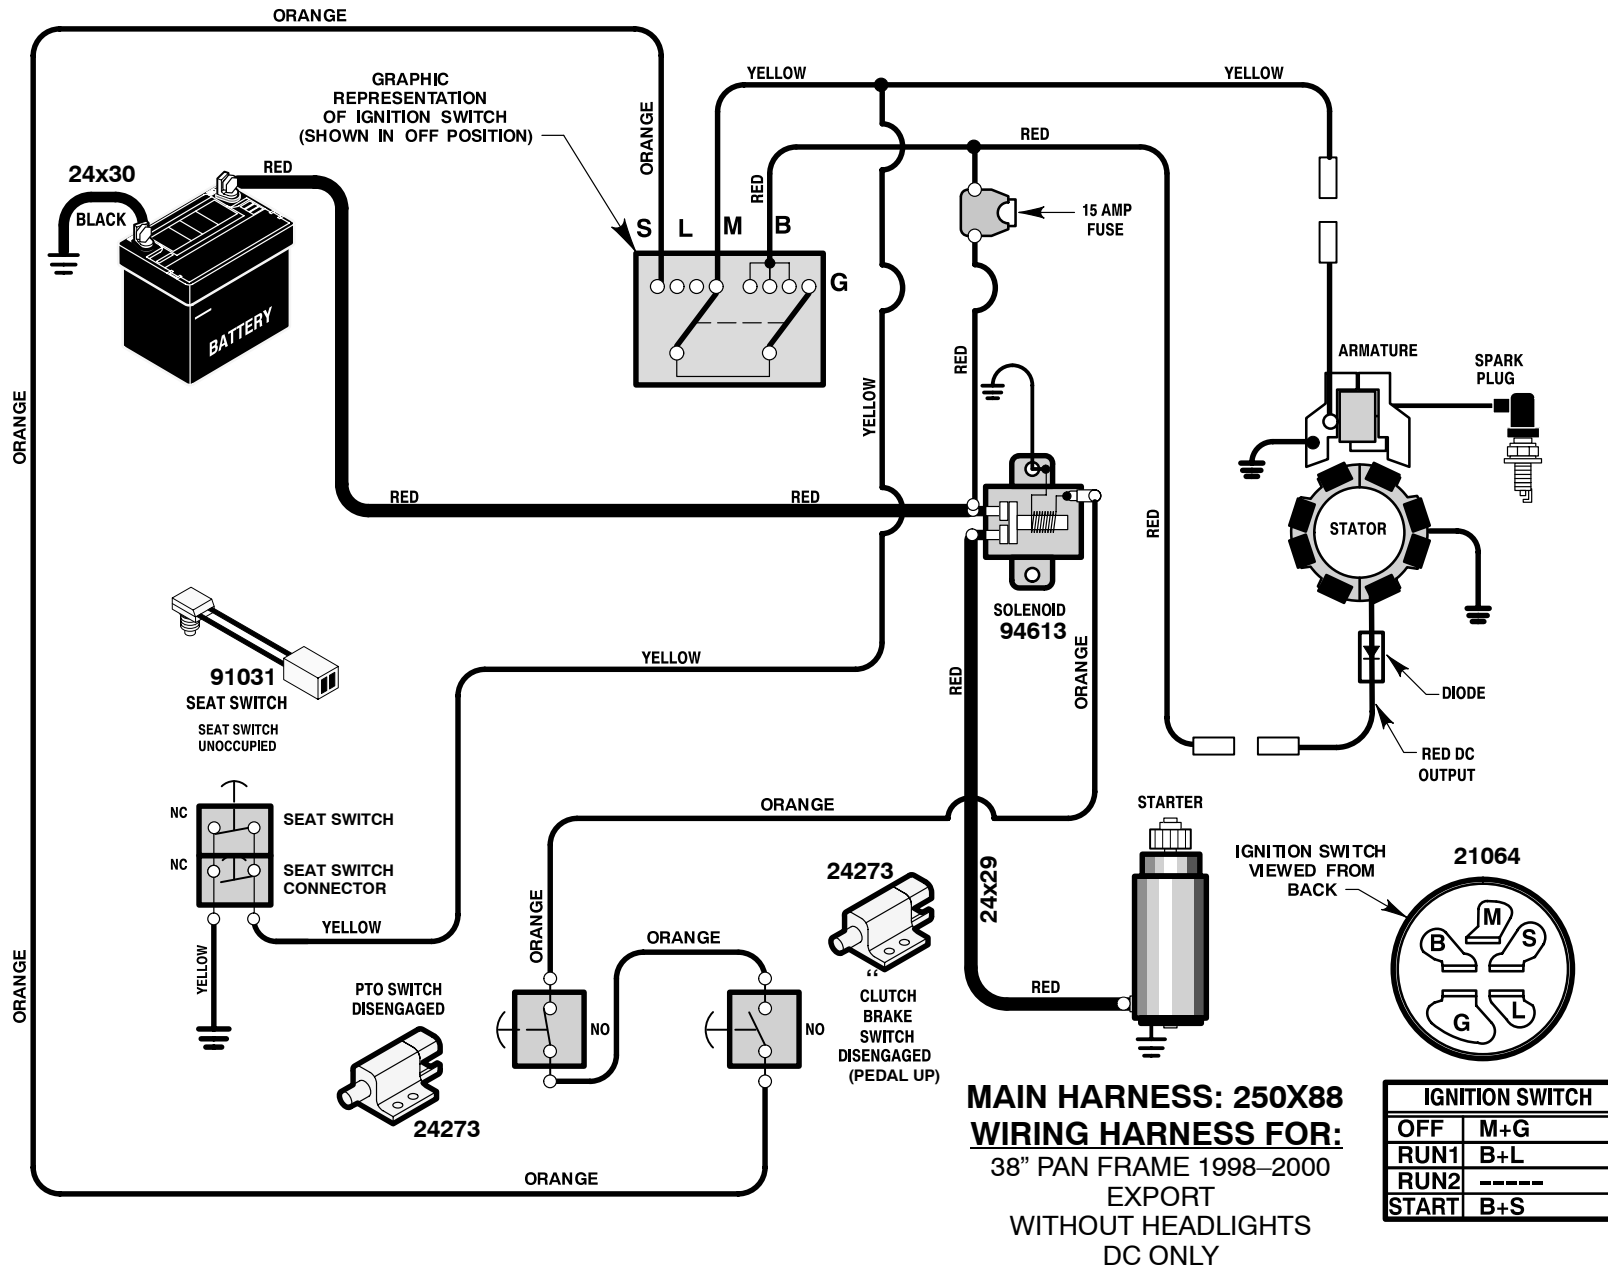 ORANGE
GRAPHIC
REPRESENTATION
OF IGNITION SWITCH
(SHOWN IN OFF POSITION)
ORANGE
YELLOW
YELLOW
RED
24x30
RED
BLACK
BATTERY
RED
S
L
M
B
G
15 AMP
FUSE
ARMATURE
SPARK
PLUG
RED
YELLOW
ORANGE
RED
RED
RED
STATOR
SOLENOID
94613
91031
SEAT SWITCH
SEAT SWITCH
UNOCCUPIED
YELLOW
RED
ORANGE
DIODE
RED DC
OUTPUT
NC
SEAT SWITCH
NC
SEAT SWITCH
CONNECTOR
ORANGE
STARTER
IGNITION SWITCH
VIEWED FROM
BACK
21064
M
B
S
G
L
24273
24x29
YELLOW
YELLOW
ORANGE
ORANGE
ORANGE
“
CLUTCH
BRAKE
SWITCH
DISENGAGED
(PEDAL UP)
RED
PTO SWITCH
DISENGAGED
NO
NO
24273
ORANGE
MAIN HARNESS: 250X88
WIRING HARNESS FOR:
38” PAN FRAME 1998–2000
EXPORT
WITHOUT HEADLIGHTS
DC ONLY
IGNITION SWITCH
OFF M+G
RUN1 B+L
RUN2 -----
START B+S